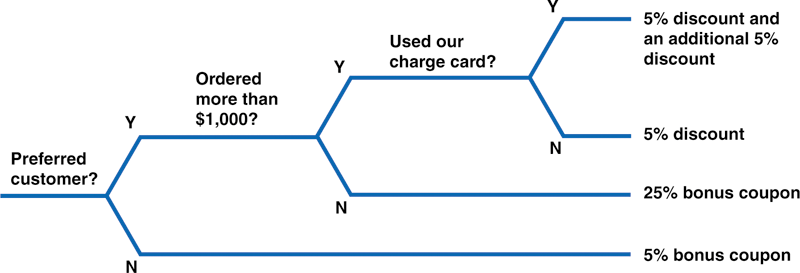 Y
5% discount and
an additional 5%
discount
Used our
charge card?
Y
Ordered
more than
$1,000?
Y
N
5% discount
Preferred
customer?
N
25% bonus coupon
N
5% bonus coupon